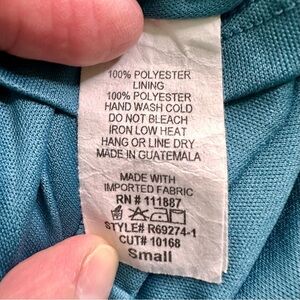 100% POLYESTER
LINING
100% POLYESTER
HAND WASH COLD
DO NOT BLEACH
IRON LOW HEAT
HANG OR LINE DRY
MADE IN GUATEMALA
MADE WITH
IMPORTED FABRIC
RN # 111887
STYLE# R69274-1
CUT# 10168
Small